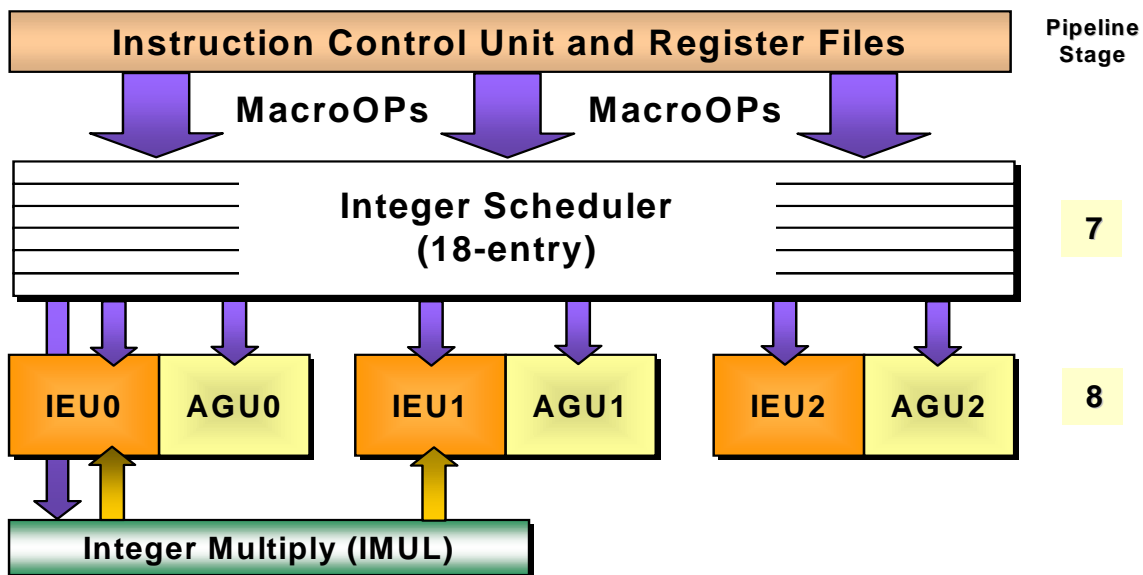 Instruction Control Unit and Register Files
Pipeline
Stage
MacroOPs
MacroOPs
Integer Scheduler
(18-entry)
7
IEU0
AGU0
IEU1
AGU1
IEU2
AGU2
8
Integer Multiply (IMUL)